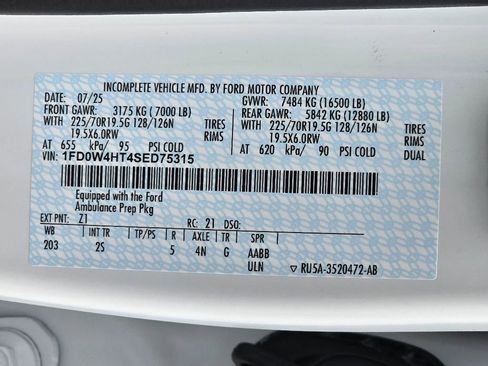 INCOMPLETE VEHICLE MFD. BY FORD MOTOR COMPANY
DATE: 07/25 GVWR: 7484 KG (16500 LB)
FRONT GAWR: 3175 KG (7000 LB) REAR GAWR: 5842 KG (12880 LB)
WITH 225/70R19.5G 128/126N TIRES WITH 225/70R19.5G 128/126N TIRES
19.5X6.0RW RIMS 19.5X6.0RW RIMS
AT 655 kPa/ 95 PSI COLD AT 620 kPa/ 90 PSI COLD DUAL
VIN: 1FD0W4HT4SED75315
Equipped with the Ford
Ambulance Prep Pkg
EXT PNT: Z1 RC: 21 DSO:
WB INT TR TP/PS R AXLE TR SPR
203 2S 5 4N G AABB
ULN ▽ RU5A-3520472-AB